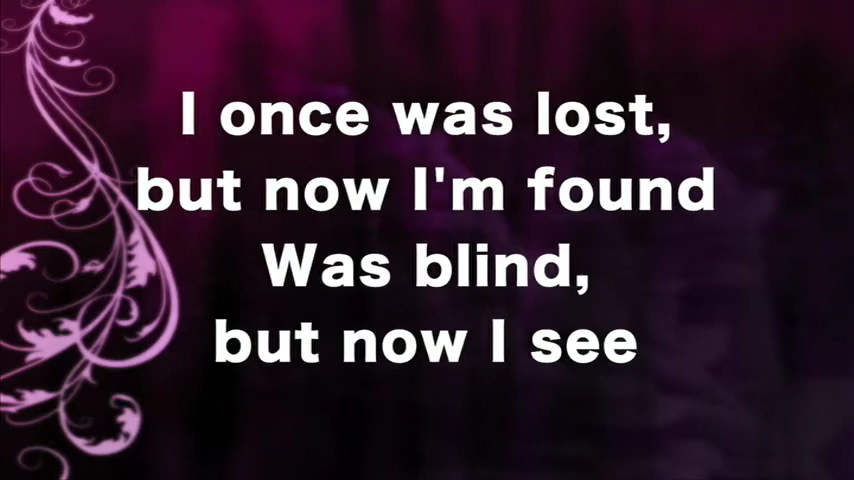 I once was lost,
but now I'm found
Was blind,
but now I see